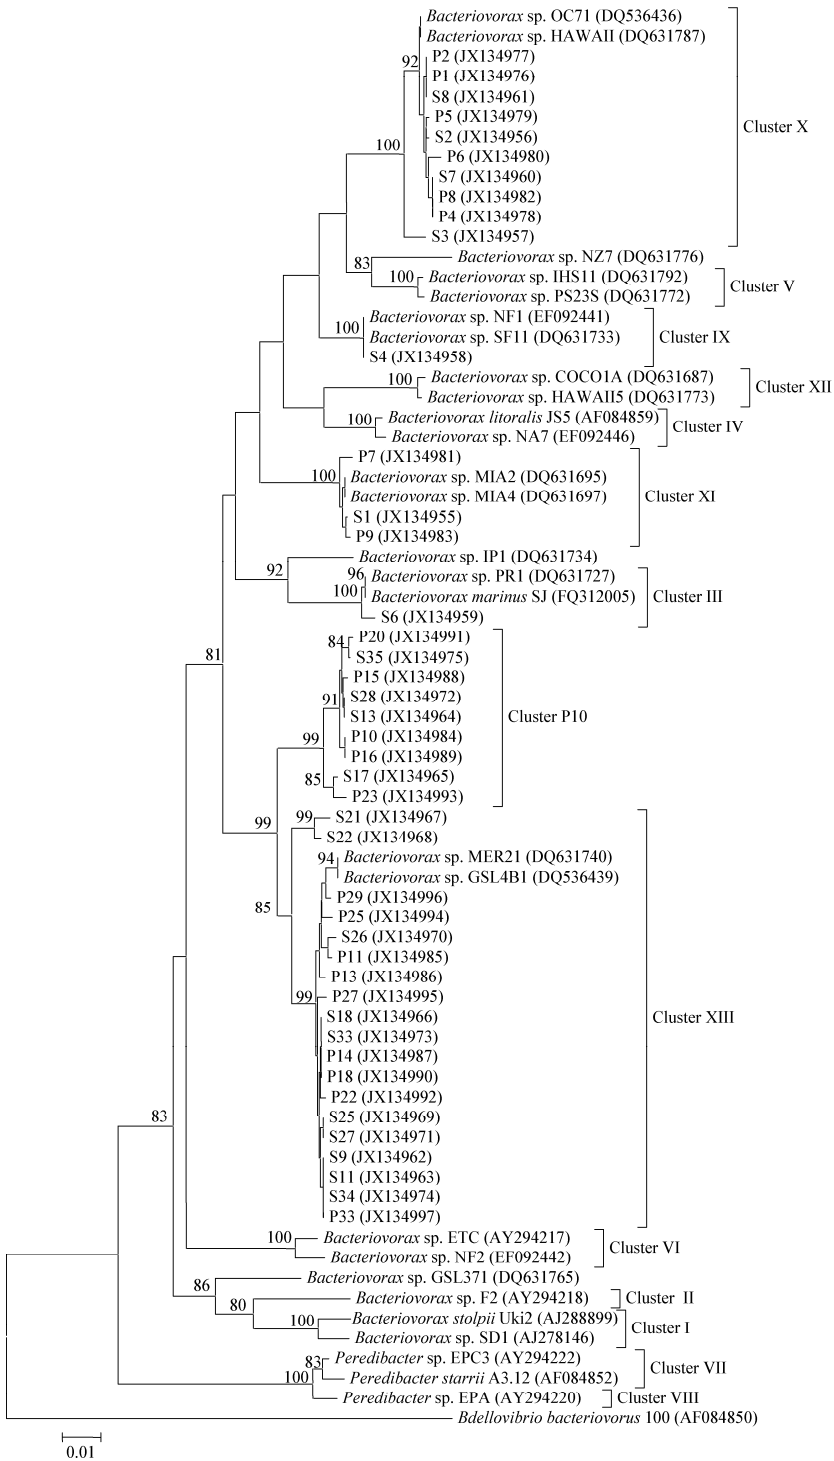 Bacteriovorax sp. OC71 (DQ536436)
Bacteriovorax sp. HAWAII (DQ631787)
92
P2 (JX134977)
P1 (JX134976)
S8 (JX134961)
P5 (JX134979)
Cluster X
S2 (JX134956)
100
P6 (JX134980)
S7 (JX134960)
P8 (JX134982)
P4 (JX134978)
S3 (JX134957)
Bacteriovorax sp. NZ7 (DQ631776)
83
100
Bacteriovorax sp. IHS11 (DQ631792)
Cluster V
Bacteriovorax sp. PS23S (DQ631772)
Bacteriovorax sp. NF1 (EF092441)
100
Bacteriovorax sp. SF11 (DQ631733)
Cluster IX
S4 (JX134958)
100
Bacteriovorax sp. COCO1A (DQ631687)
Cluster XII
Bacteriovorax sp. HAWAII5 (DQ631773)
100
Bacteriovorax litoralis JS5 (AF084859)
Cluster IV
Bacteriovorax sp. NA7 (EF092446)
P7 (JX134981)
100
Bacteriovorax sp. MIA2 (DQ631695)
Bacteriovorax sp. MIA4 (DQ631697)
Cluster XI
S1 (JX134955)
P9 (JX134983)
Bacteriovorax sp. IP1 (DQ631734)
92
96
Bacteriovorax sp. PR1 (DQ631727)
100
Bacteriovorax marinus SJ (FQ312005)
Cluster III
S6 (JX134959)
P20 (JX134991)
84
81
S35 (JX134975)
P15 (JX134988)
91
S28 (JX134972)
S13 (JX134964)
Cluster P10
99
P10 (JX134984)
P16 (JX134989)
85
S17 (JX134965)
P23 (JX134993)
99
99
S21 (JX134967)
S22 (JX134968)
94
Bacteriovorax sp. MER21 (DQ631740)
Bacteriovorax sp. GSL4B1 (DQ536439)
P29 (JX134996)
85
P25 (JX134994)
S26 (JX134970)
P11 (JX134985)
P13 (JX134986)
99
P27 (JX134995)
S18 (JX134966)
Cluster XIII
S33 (JX134973)
P14 (JX134987)
P18 (JX134990)
P22 (JX134992)
83
S25 (JX134969)
S27 (JX134971)
S9 (JX134962)
S11 (JX134963)
S34 (JX134974)
P33 (JX134997)
100
Bacteriovorax sp. ETC (AY294217)
Cluster VI
Bacteriovorax sp. NF2 (EF092442)
86
Bacteriovorax sp. GSL371 (DQ631765)
80
Bacteriovorax sp. F2 (AY294218)
Cluster II
100
Bacteriovorax stolpii Uki2 (AJ288899)
Cluster I
Bacteriovorax sp. SD1 (AJ278146)
83
Peredibacter sp. EPC3 (AY294222)
Cluster VII
100
Peredibacter starrii A3.12 (AF084852)
Peredibacter sp. EPA (AY294220)
Cluster VIII
Bdellovibrio bacteriovorus 100 (AF084850)
0.01